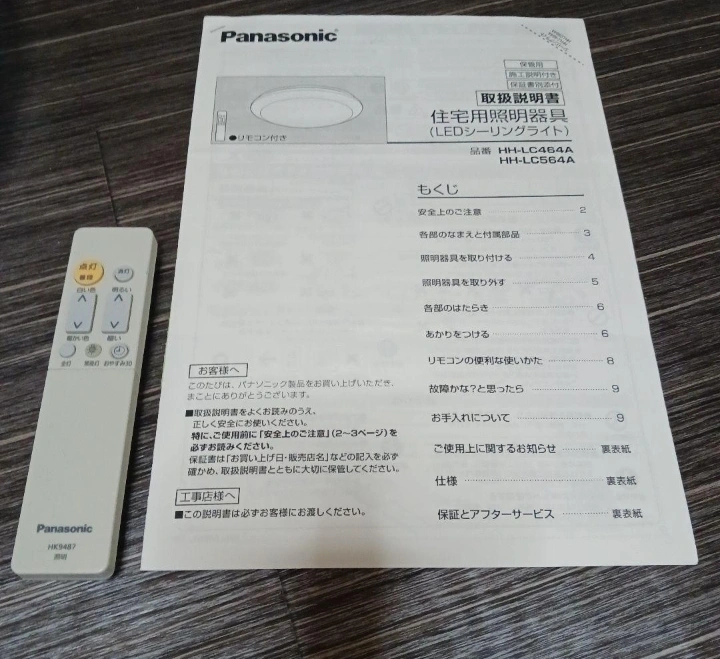 Panasonic
保管用
施工説明付き
保証書別添付
取扱説明書
住宅用照明器具
(LEDシーリングライト)
●リモコン付き
品番 HH-LC464A
HH-LC564A
もくじ
安全上のご注意 2
各部のなまえと付属部品 3
照明器具を取り付ける 4
照明器具を取り外す 5
各部のはたらき 6
あかりをつける 6
リモコンの便利な使いかた 8
故障かな?と思ったら 9
お手入れについて 9
ご使用上に関するお知らせ 裏表紙
仕様 裏表紙
保証とアフターサービス 裏表紙
お客様へ
このたびは、パナソニック製品をお買い上げいただき、
まことにありがとうございます。
■取扱説明書をよくお読みのうえ、
正しく安全にお使いください。
特に、ご使用前に「安全上のご注意」(2~3ページ)を
必ずお読みください。
保証書は「お買い上げ日・販売店名」などの記入を必ず
確かめ、取扱説明書とともに大切に保管してください。
工事店様へ
■この説明書は必ずお客様にお渡しください。
点灯
消灯
白い色 明るい
暖かい色 暗い
全灯 常夜灯 おやすみ30
Panasonic
HK9487
照明